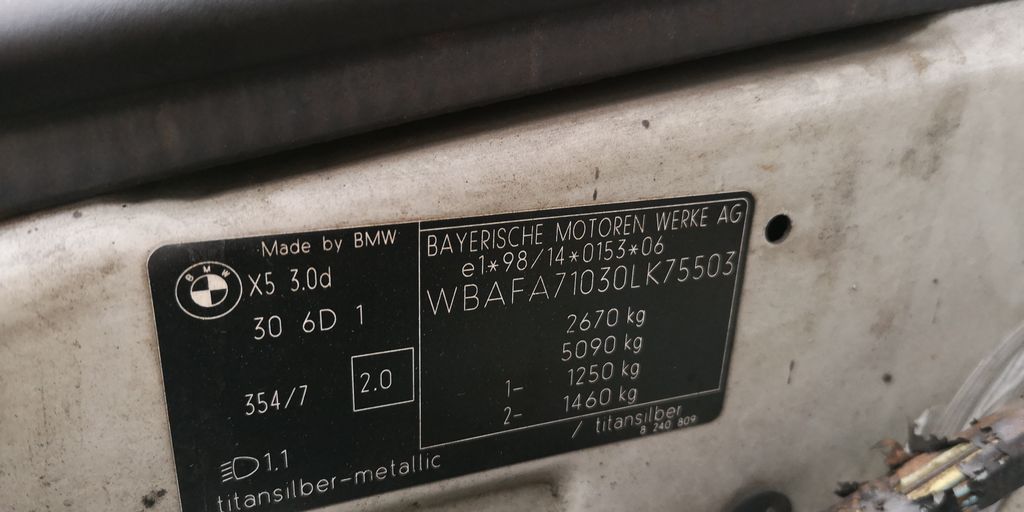 Made by BMW
BMW
X5 3.0d
30 6D 1
354/7
2.0
1.1
titansilber-metallic
BAYERISCHE MOTOREN WERKE AG
e1*98/14*0153*06
WBAFA71030LK75503
2670 kg
5090 kg
1- 1250 kg
2- 1460 kg
/ titansilber
8 240 809